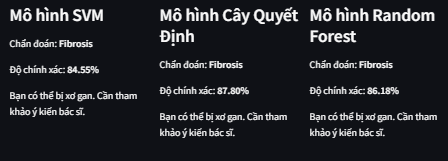 Mô hình SVM
Chẩn đoán: Fibrosis
Độ chính xác: 84.55%
Bạn có thể bị xơ gan. Cần tham
khảo ý kiến bác sĩ.
Mô hình Cây Quyết
Định
Chẩn đoán: Fibrosis
Độ chính xác: 87.80%
Bạn có thể bị xơ gan. Cần tham
khảo ý kiến bác sĩ.
Mô hình Random
Forest
Chẩn đoán: Fibrosis
Độ chính xác: 86.18%
Bạn có thể bị xơ gan. Cần tham
khảo ý kiến bác sĩ.